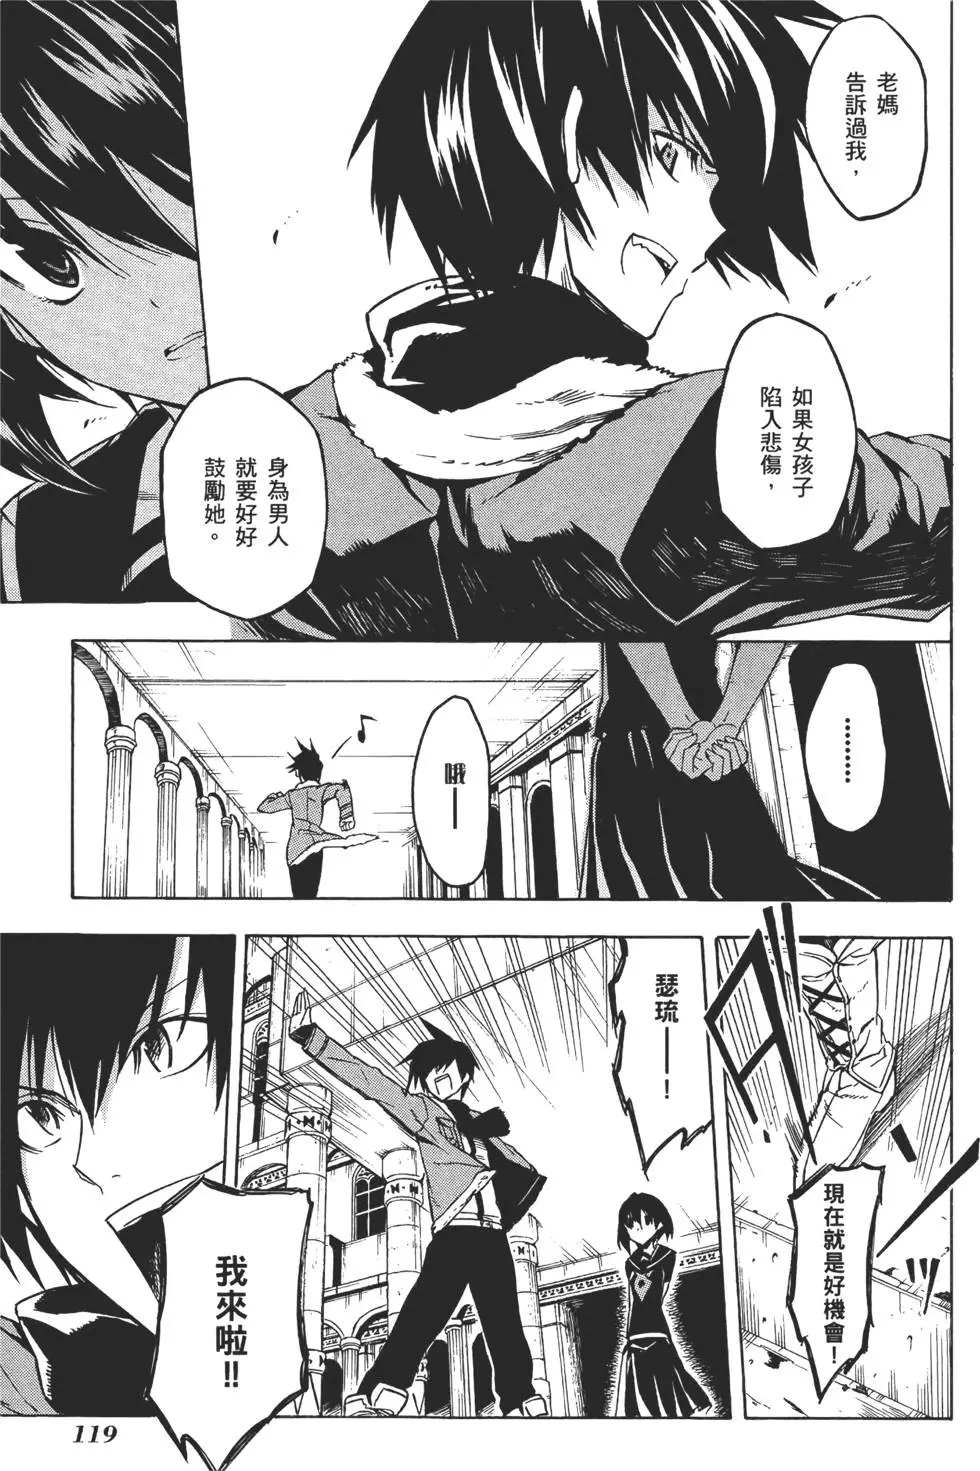 老媽
告訴過我，
如果女孩子
陷入悲傷，
身為男人
就要好好
鼓勵她。
………
哦——
現在就是好機會！
瑟琉——！
我來啦!!
119